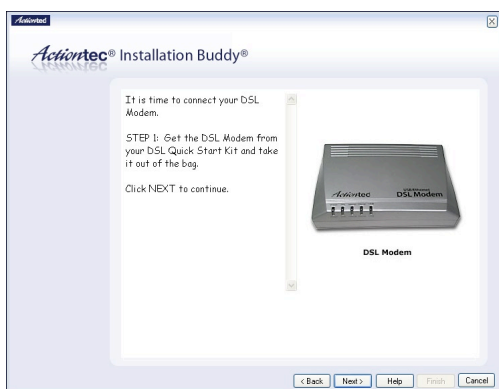 Actiontec
Actiontec® Installation Buddy®
It is time to connect your DSL
Modem.
STEP 1: Get the DSL Modem from
your DSL Quick Start Kit and take
it out of the bag.
Click NEXT to continue.
Actiontec
DSL Modem
DSL Modem
< Back
Next >
Help
Finish
Cancel